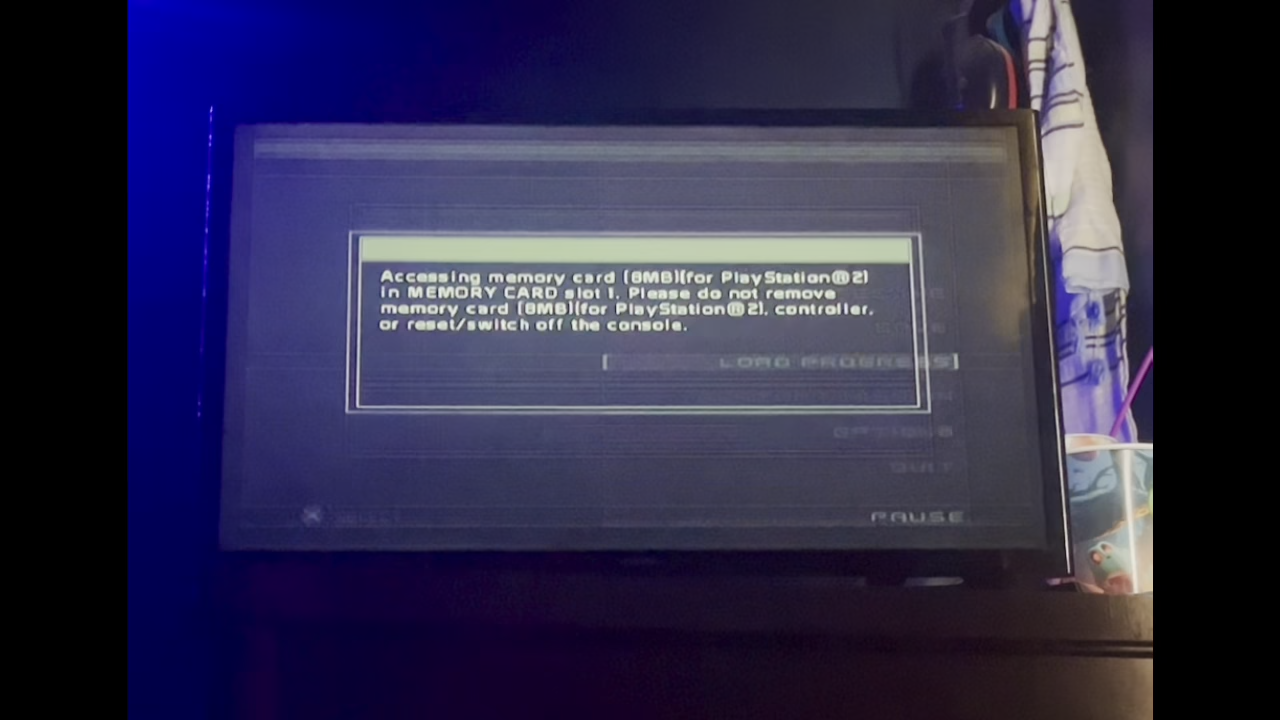 Accessing memory card (8MB)(for PlayStation®2)
in MEMORY CARD slot 1. Please do not remove
memory card (8MB)(for PlayStation®2), controller,
or reset/switch off the console.
[LOAD PROGRESS]
OPTIONS
QUIT
PAUSE